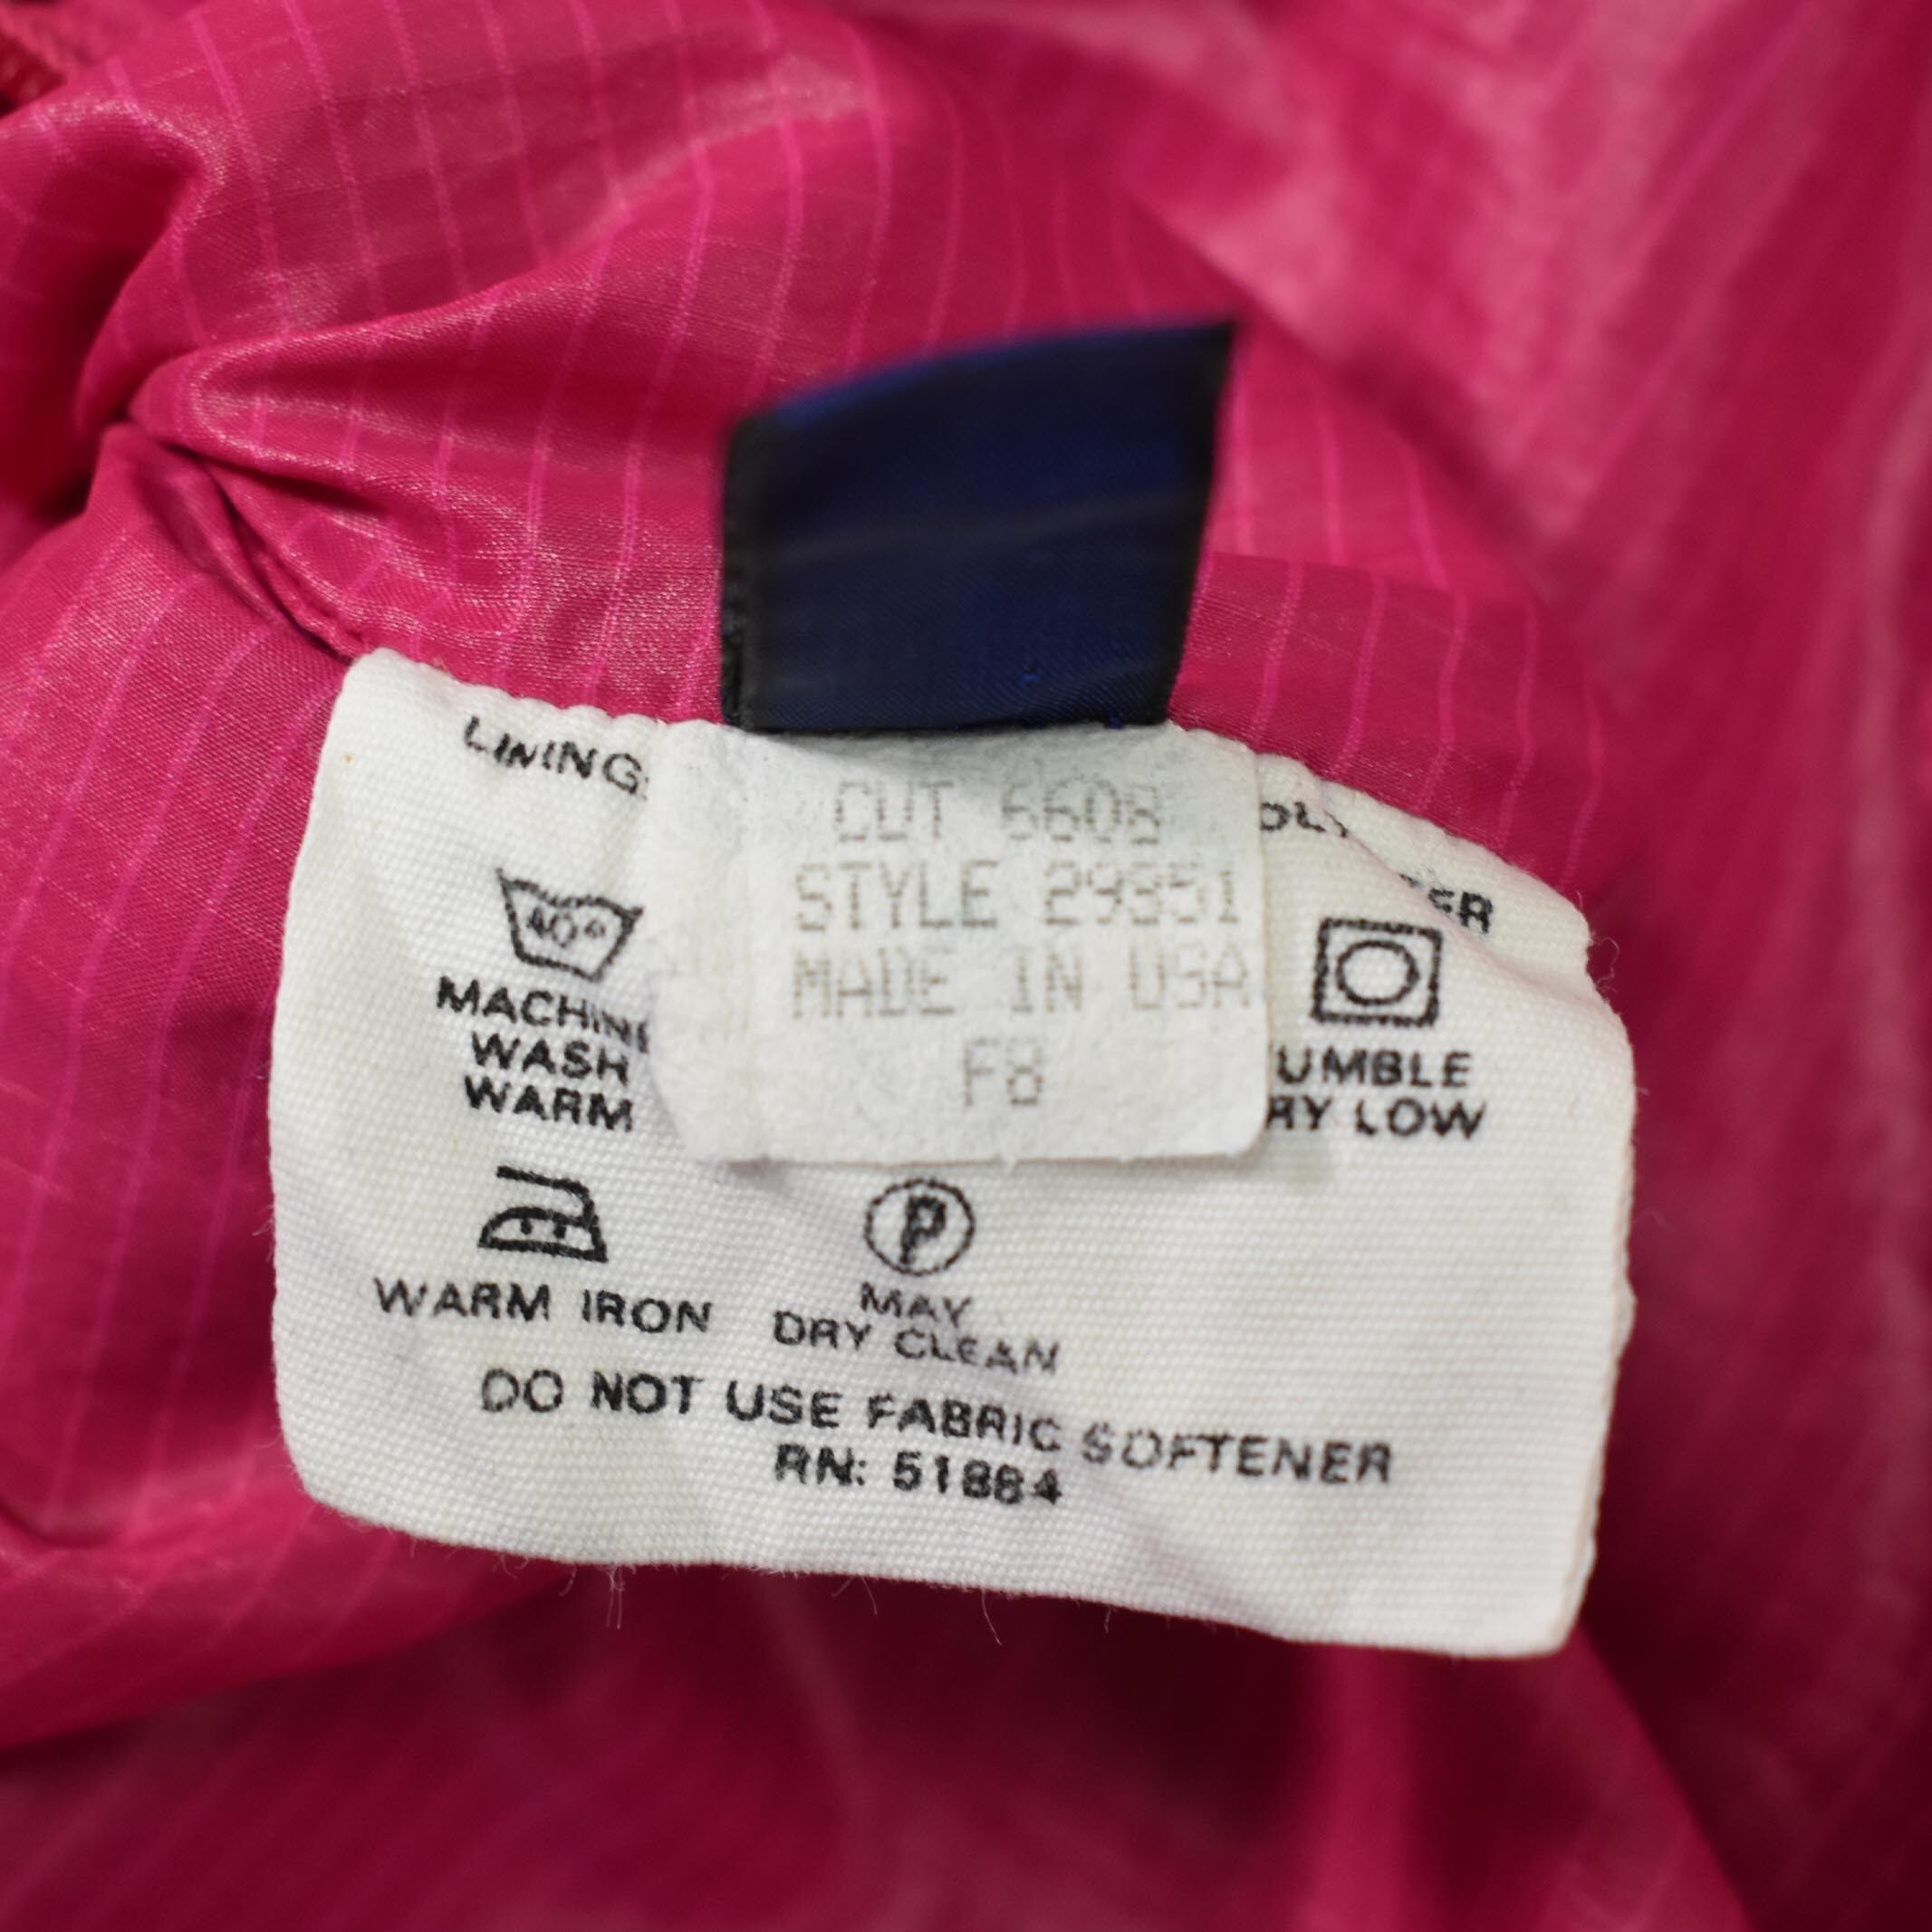 LINING:
CUT 6608
STYLE 29351
MADE IN USA
F8
40°
MACHINE
WASH
WARM
UMBLE
RY LOW
WARM IRON
P
MAY
DRY CLEAN
DO NOT USE FABRIC SOFTENER
RN: 51884